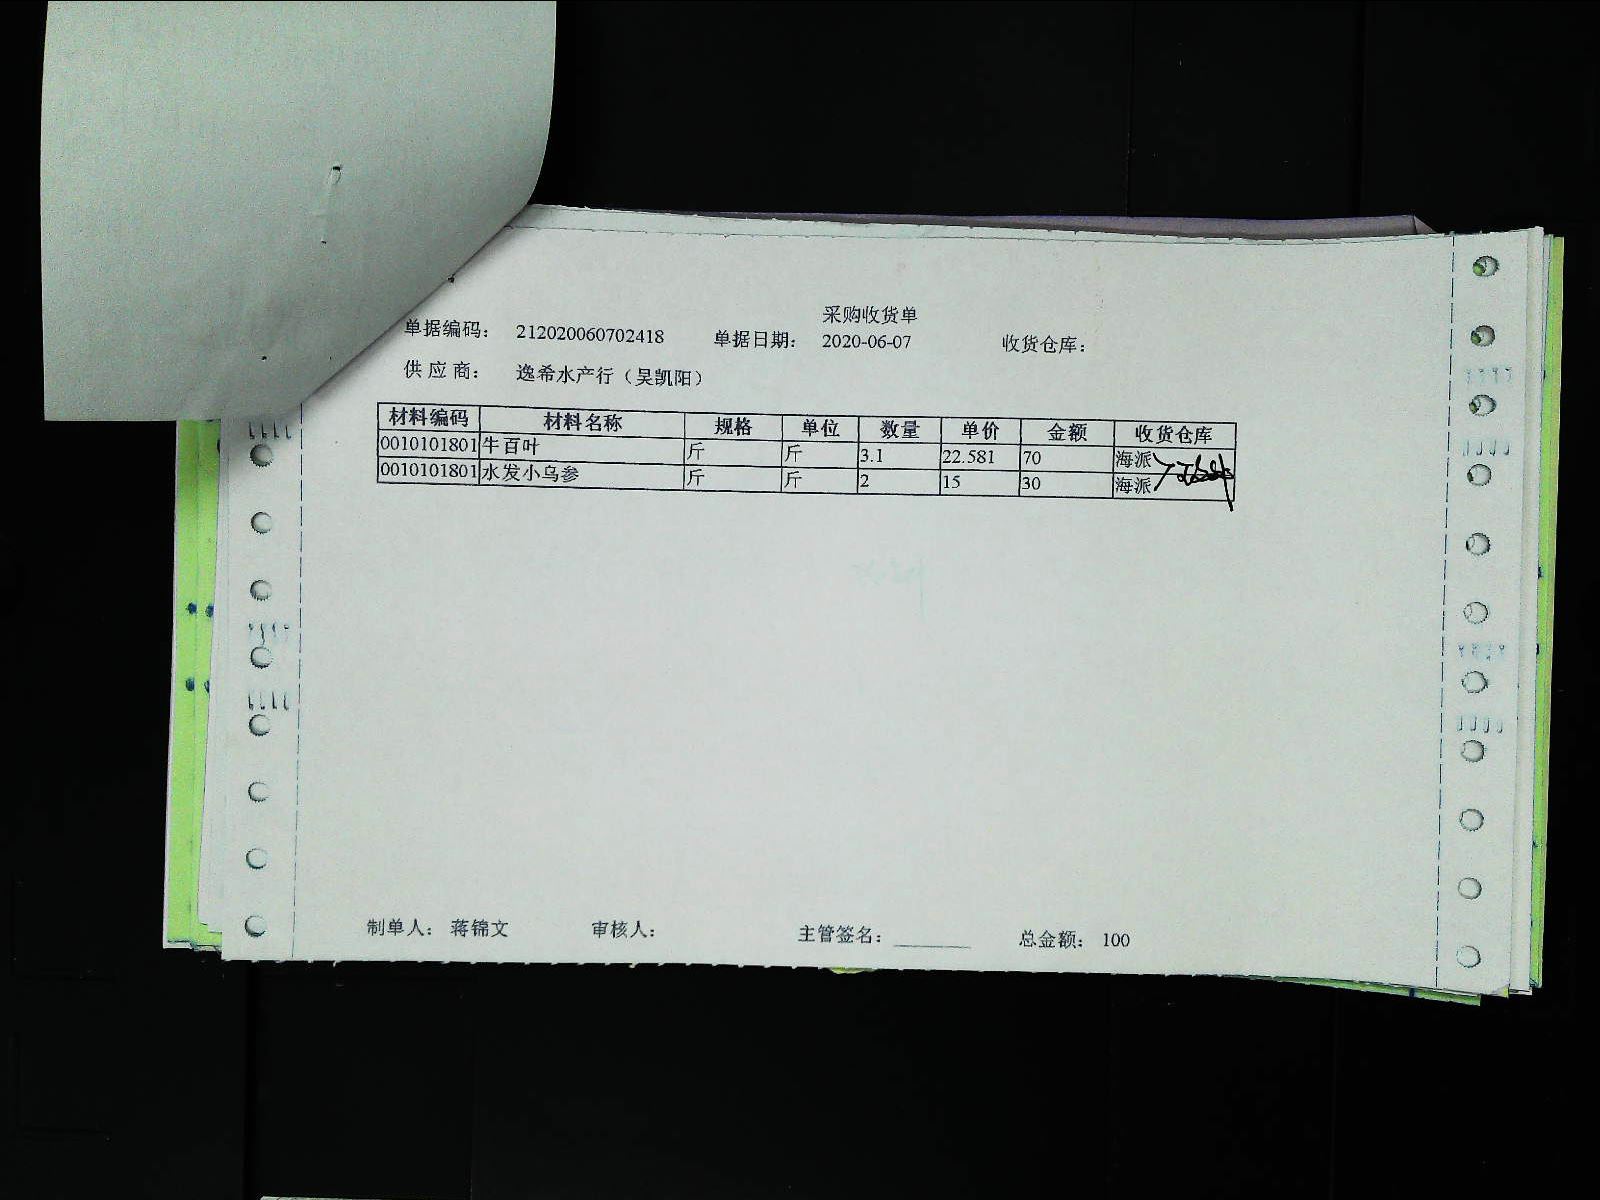 采购收货单
单据编码： 212020060702418 单据日期： 2020-06-07 收货仓库：
供应商： 逸希水产行（吴凯阳）
材料编码 材料名称 规格 单位 数量 单价 金额 收货仓库
0010101801 牛百叶 斤 斤 3.1 22.581 70 海派
0010101801 水发小乌参 斤 斤 2 15 30 海派
制单人： 蒋锦文 审核人： 主管签名：________ 总金额： 100